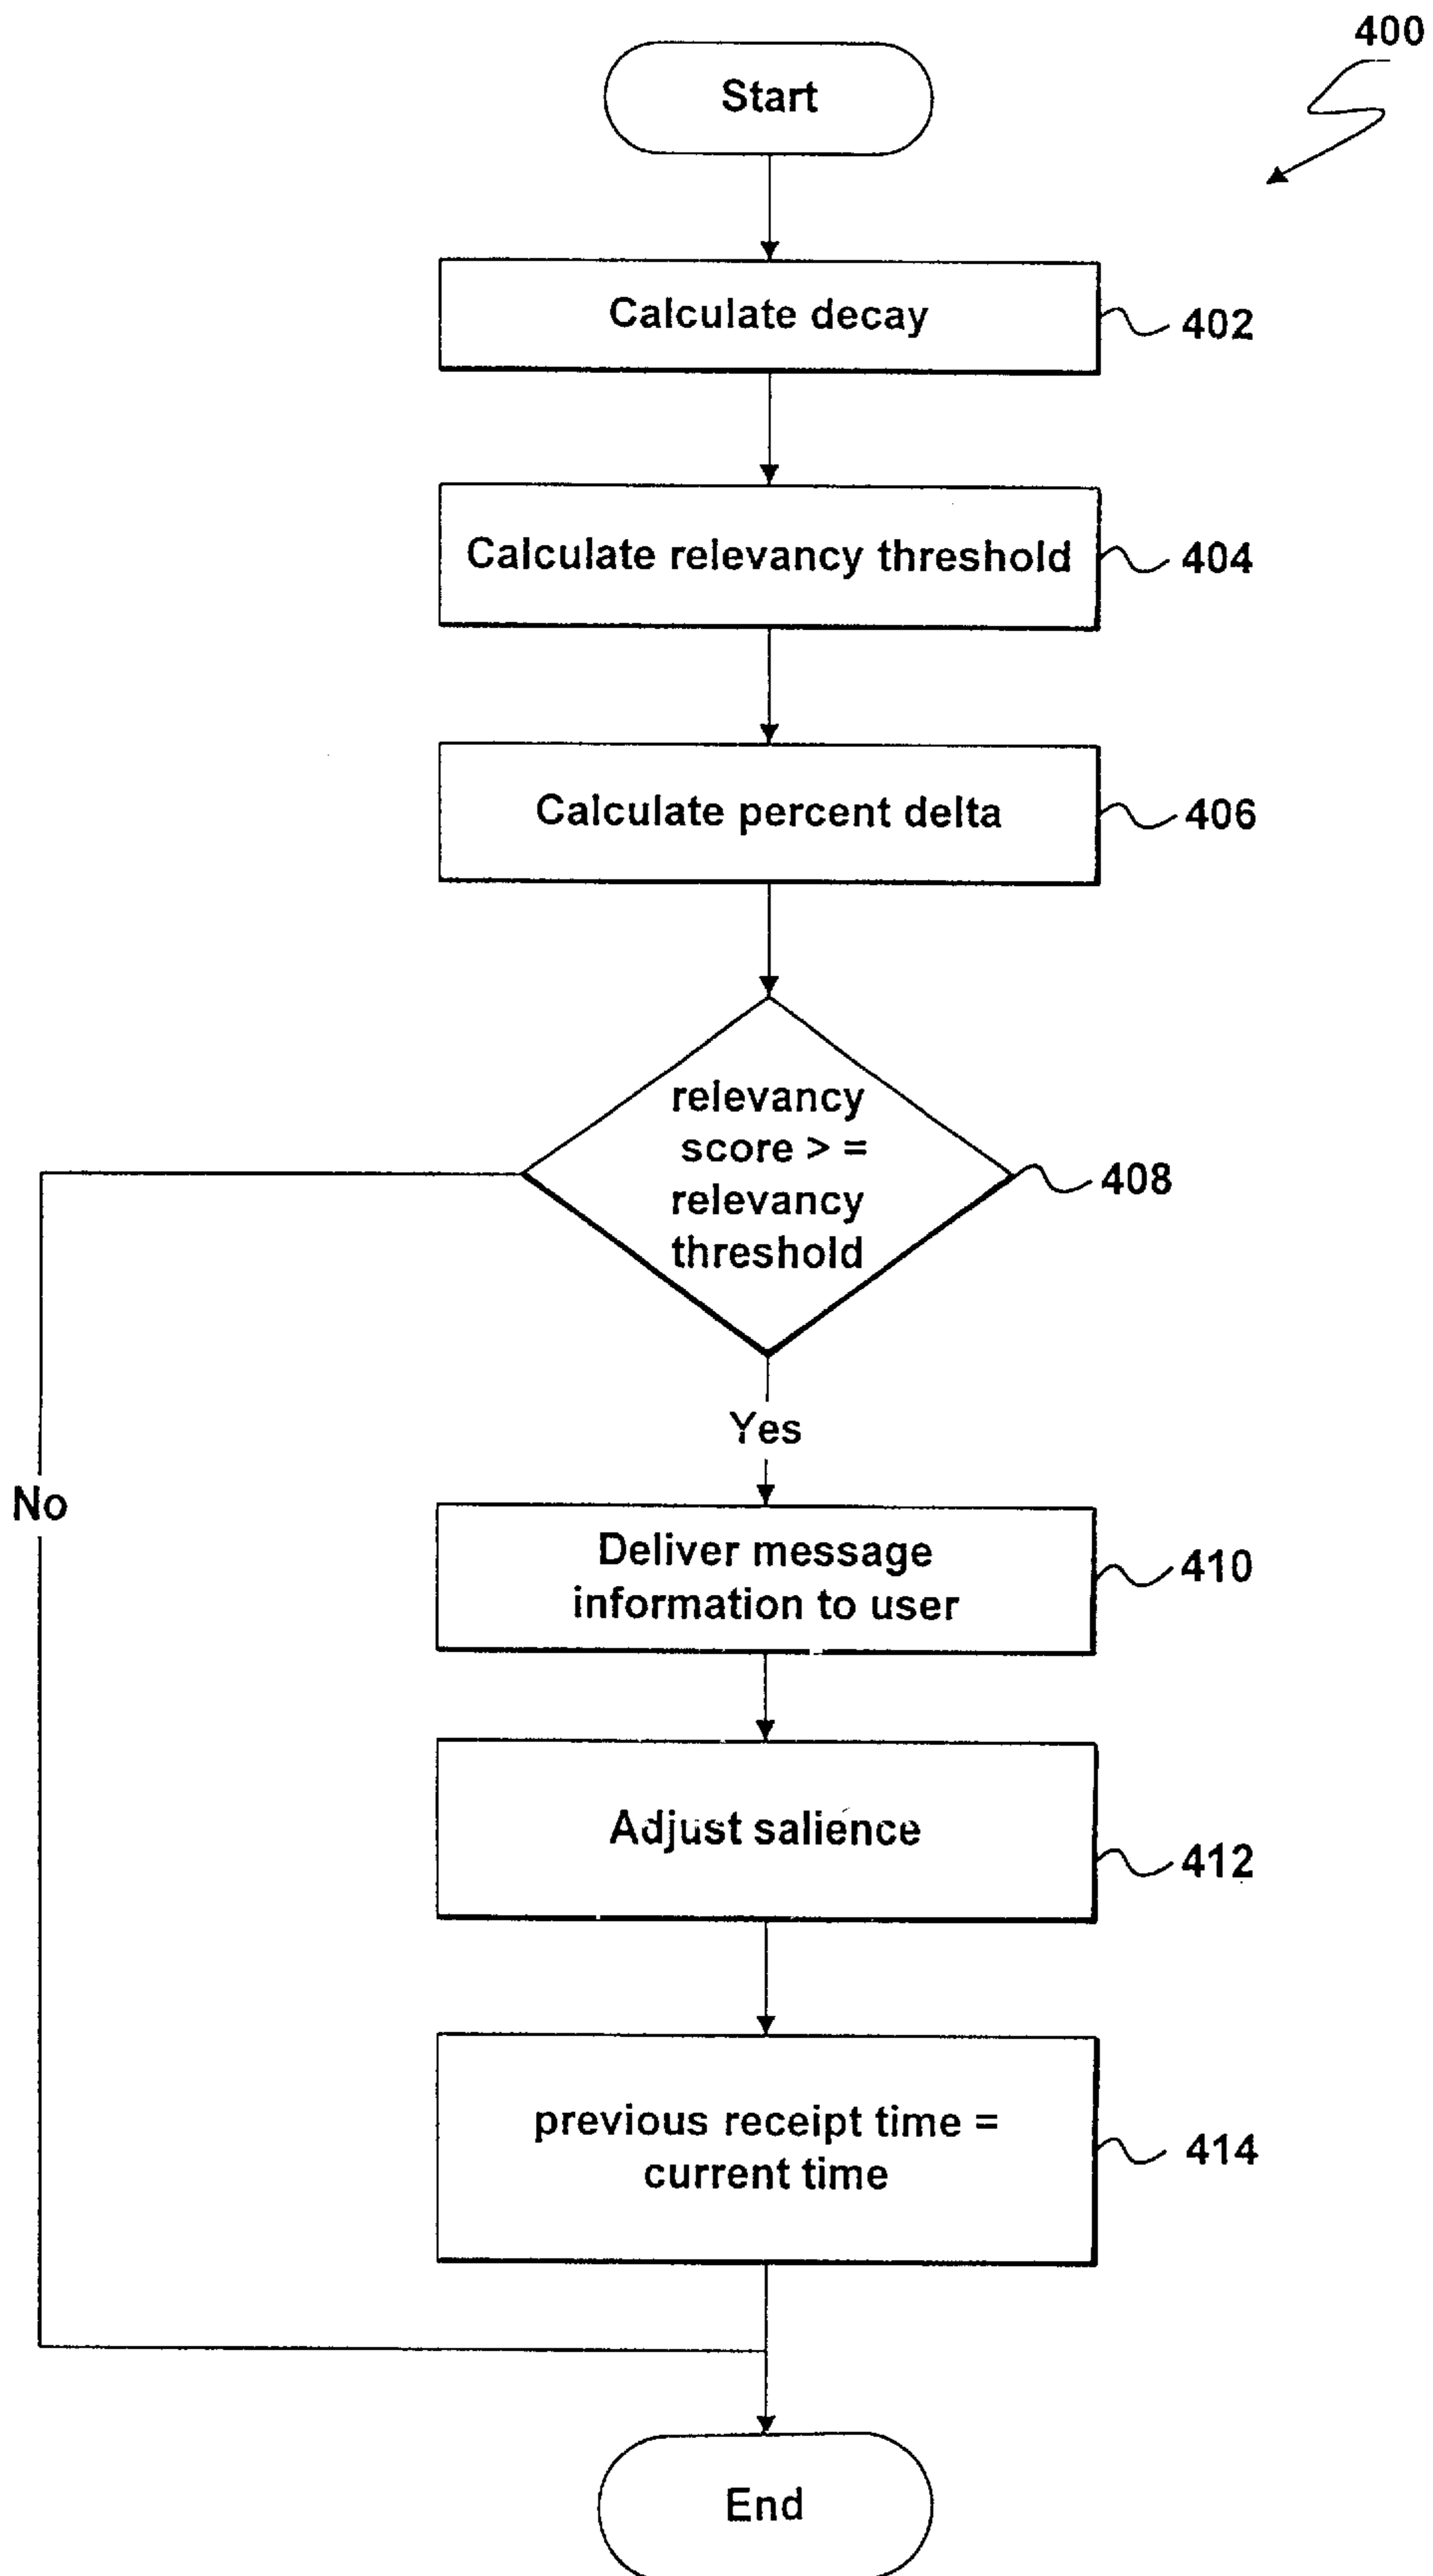 400
Start
Calculate decay
402
Calculate relevancy threshold
404
Calculate percent delta
406
relevancy
score > =
relevancy
threshold
408
Yes
No
Deliver message
information to user
410
Adjust salience
412
previous receipt time =
current time
414
End